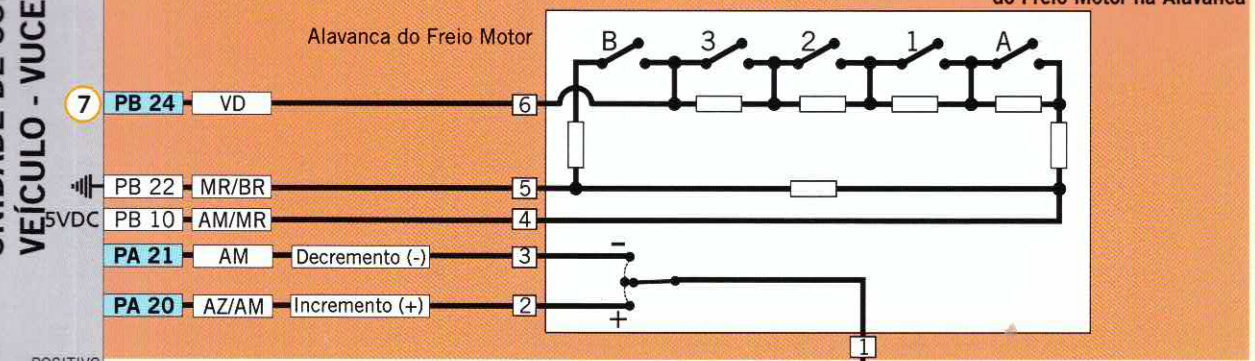 do Freio Motor na Alavanca
VEÍCULO - VUCE
Alavanca do Freio Motor
B 3 2 1 A
7 PB 24 VD 6
PB 22 MR/BR 5
5VDC PB 10 AM/MR 4
PA 21 AM Decremento (-) 3 -
PA 20 AZ/AM Incremento (+) 2 +
1